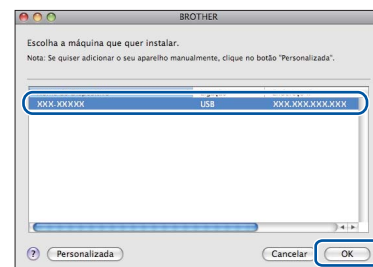 BROTHER
Escolha a máquina que quer instalar.
Nota: Se quiser adicionar o seu aparelho manualmente, clique no botão "Personalizada".
XXX-XXXXX USB XXX.XXX.XXX.XXX
? Personalizada Cancelar OK